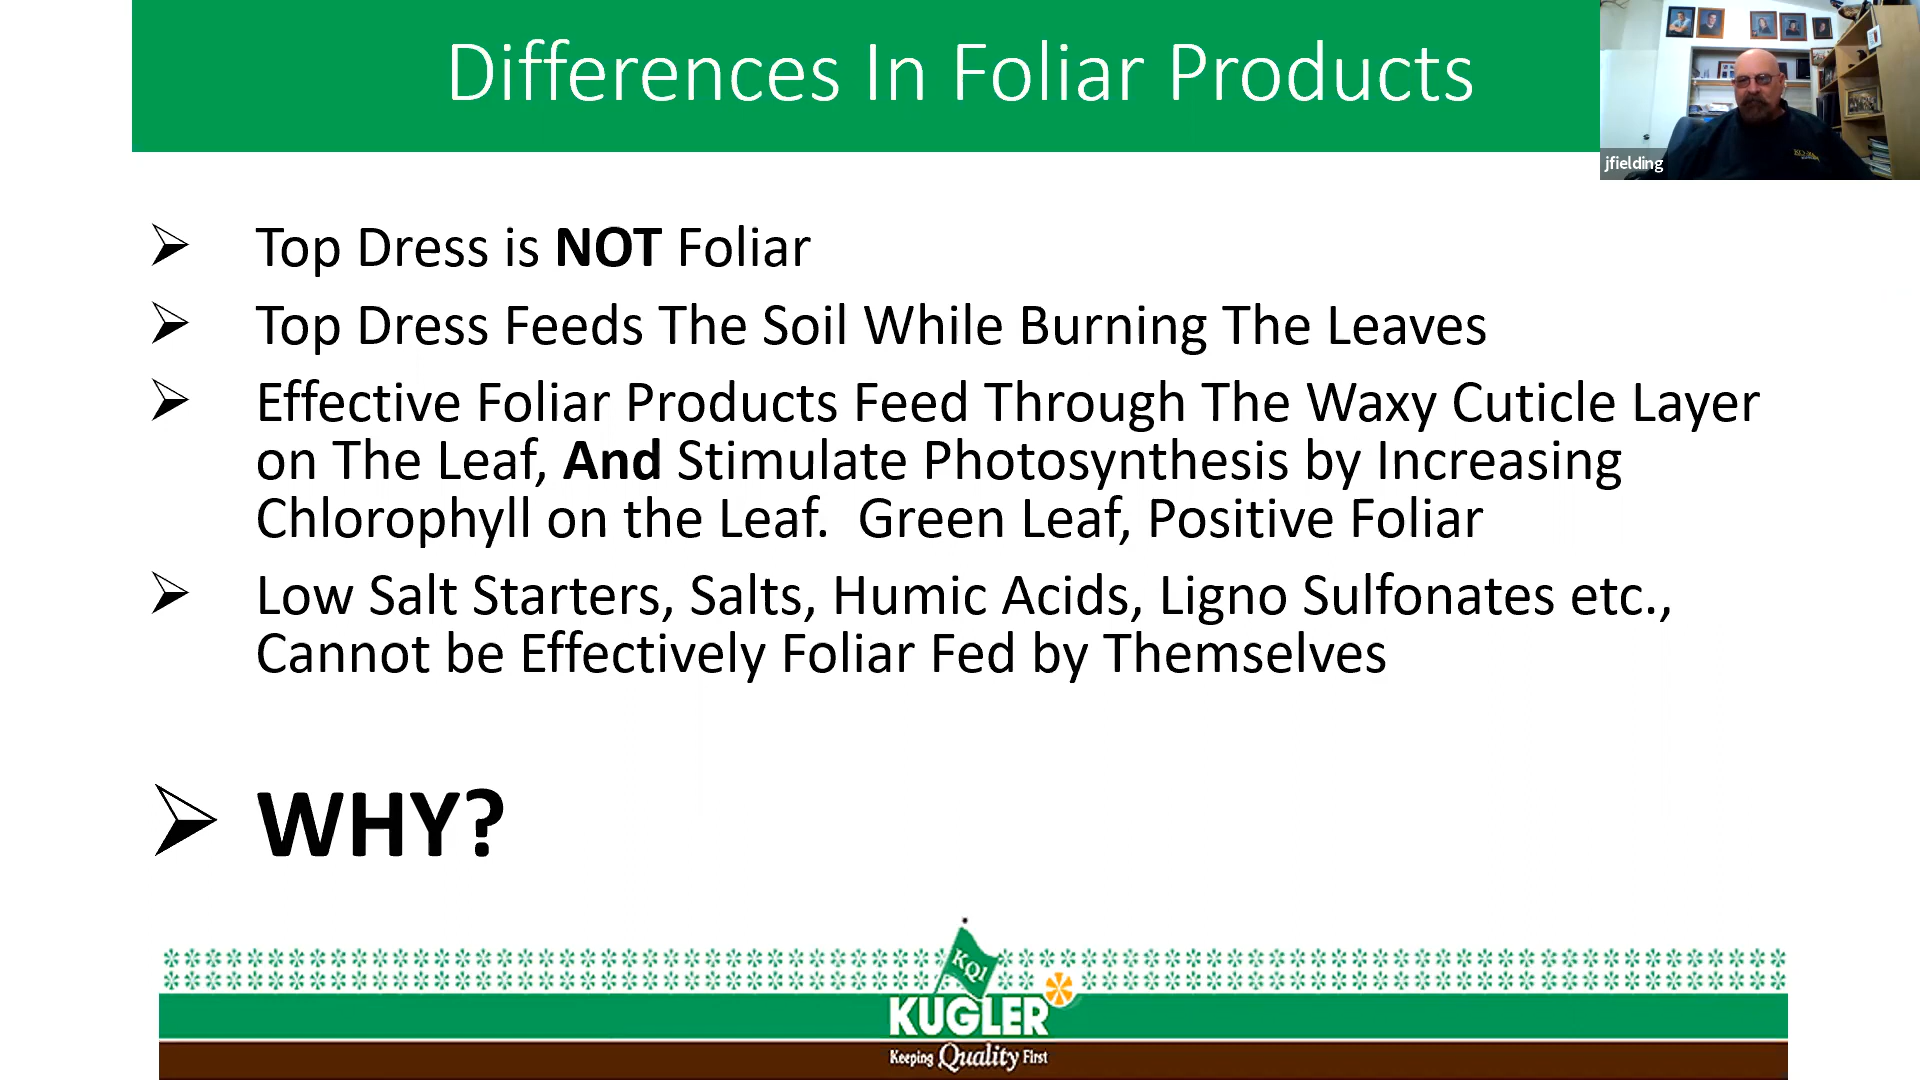 Differences In Foliar Products
jfielding
Top Dress is NOT Foliar
Top Dress Feeds The Soil While Burning The Leaves
Effective Foliar Products Feed Through The Waxy Cuticle Layer
on The Leaf, And Stimulate Photosynthesis by Increasing
Chlorophyll on the Leaf.  Green Leaf, Positive Foliar
Low Salt Starters, Salts, Humic Acids, Ligno Sulfonates etc.,
Cannot be Effectively Foliar Fed by Themselves
WHY?
KQ1
KUGLER
Keeping Quality First